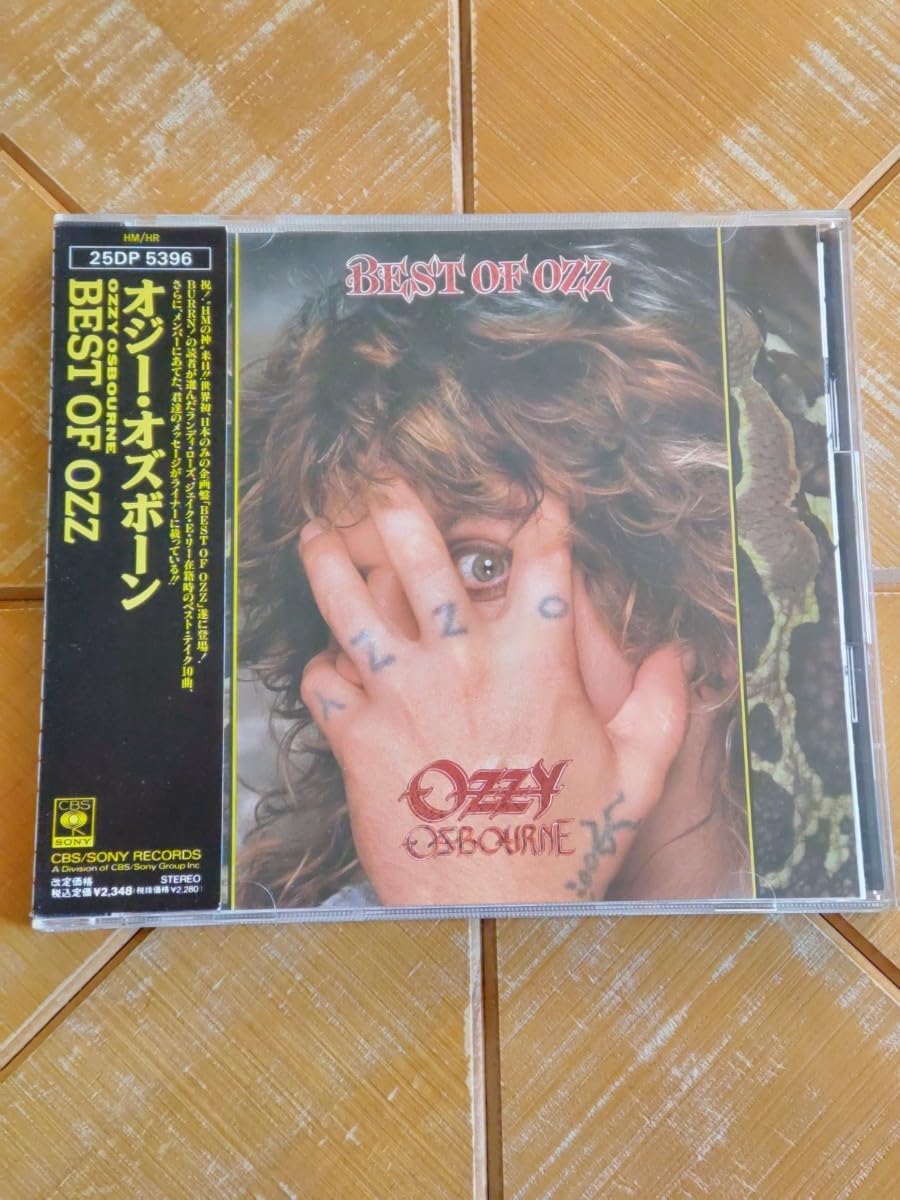 HM/HR
25DP 5396
オジー・オズボーン
OZZY OSBOURNE
BEST OF OZZ
祝!“HMの神”来日!!世界初、日本のみの企画盤「BEST OF OZZ」遂に登場!
BURRN!の読者が選んだランディ・ローズ、ジェイク・E・リー在籍時のベスト・テイク10曲。
さらに、メンバーにあてた、君達のメッセージがライナーに載っている!!
CBS
SONY
CBS/SONY RECORDS
A Division of CBS/Sony Group Inc
改定価格 STEREO
税込定価¥2,348 (税抜価格¥2,280)
BEST OF OZZ
OZZY
OZZY
OSBOURNE